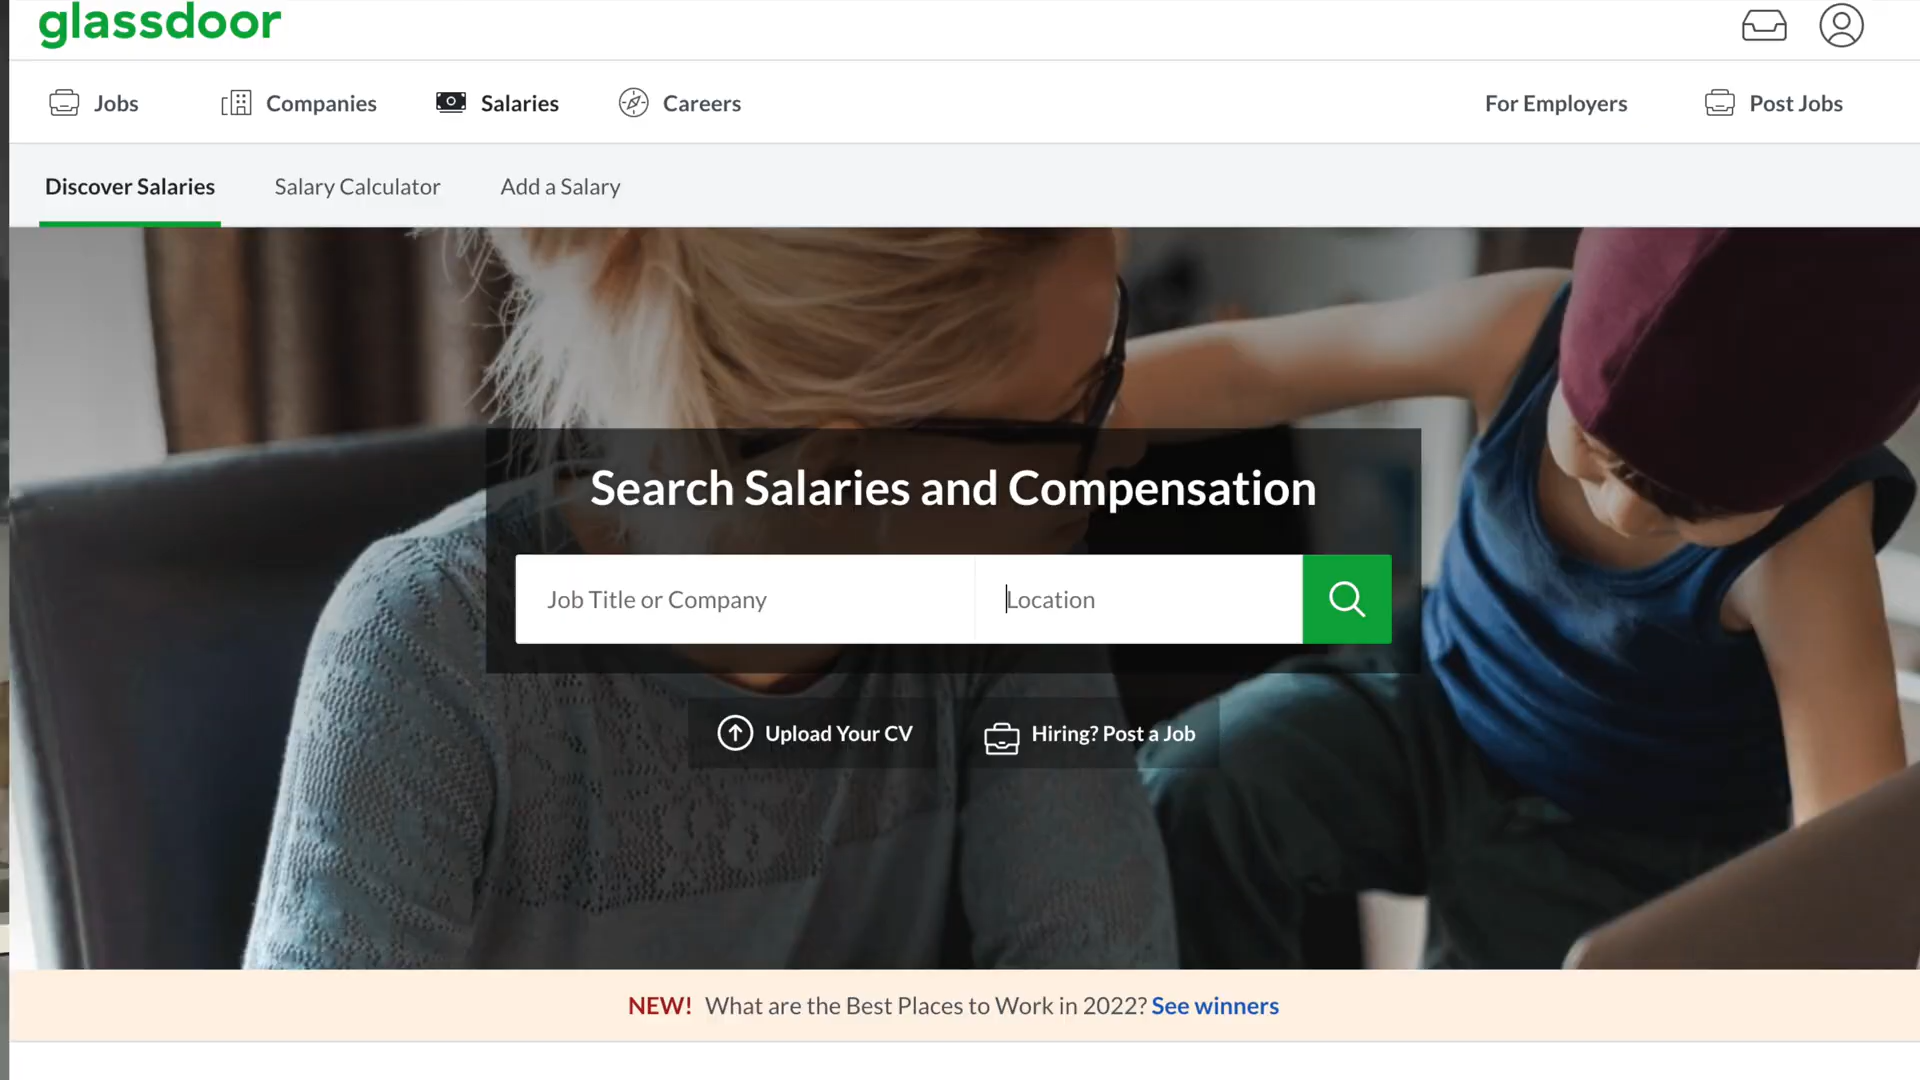 glassdoor
Jobs
Companies
Salaries
Careers
For Employers
Post Jobs
Discover Salaries
Salary Calculator
Add a Salary
Search Salaries and Compensation
Job Title or Company
Location
Upload Your CV
Hiring? Post a Job
NEW! What are the Best Places to Work in 2022? See winners